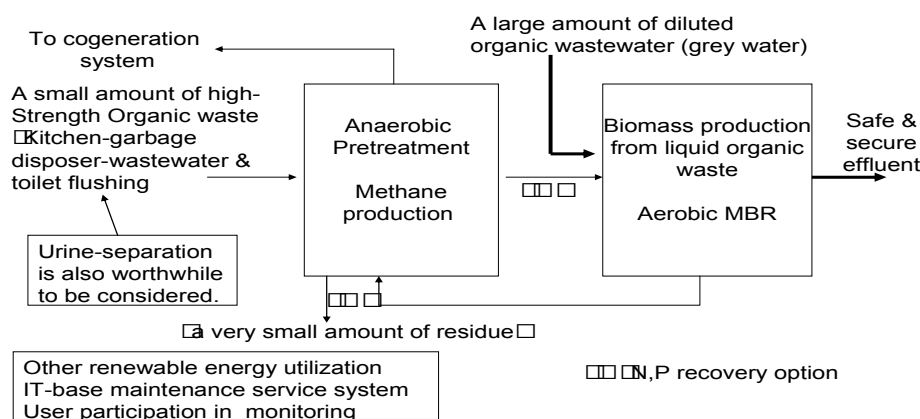 To cogeneration
system
A large amount of diluted
organic wastewater (grey water)
A small amount of high-
Strength Organic waste
□Kitchen-garbage
disposer-wastewater &
toilet flushing
Anaerobic
Pretreatment
Methane
production
Biomass production
from liquid organic
waste
Aerobic MBR
Safe &
secure
effluent
□□ □
Urine-separation
is also worthwhile
to be considered.
□□ □
□a very small amount of residue□
Other renewable energy utilization
IT-base maintenance service system
User participation in monitoring
□□ □N,P recovery option